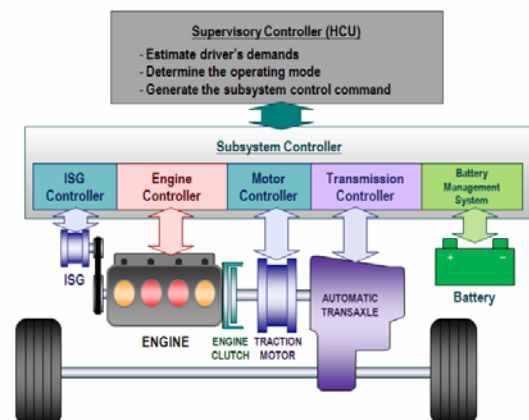 Supervisory Controller (HCU)
- Estimate driver's demands
- Determine the operating mode
- Generate the subsystem control command
Subsystem Controller
ISG
Controller
Engine
Controller
Motor
Controller
Transmission
Controller
Battery
Management
System
ISG
ENGINE
ENGINE
CLUTCH
TRACTION
MOTOR
AUTOMATIC
TRANSAXLE
+ -
Battery